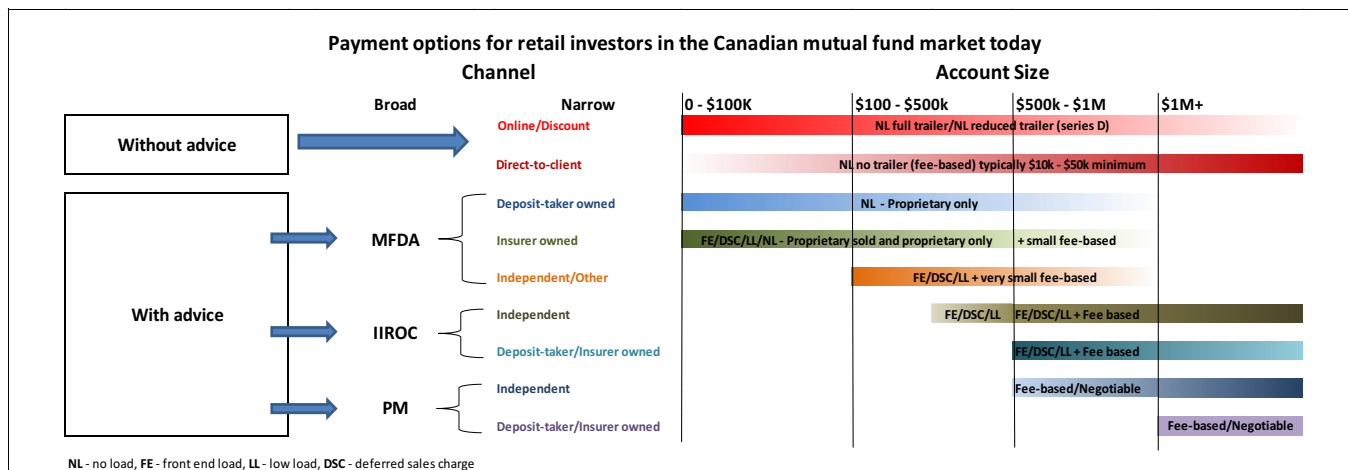 Payment options for retail investors in the Canadian mutual fund market today
Channel Account Size
Broad Narrow 0 - $100K $100 - $500k $500k - $1M $1M+
Without advice
Online/Discount NL full trailer/NL reduced trailer (series D)
Direct-to-client NL no trailer (fee-based) typically $10k - $50k minimum
With advice
MFDA
Deposit-taker owned NL - Proprietary only
Insurer owned FE/DSC/LL/NL - Proprietary sold and proprietary only + small fee-based
Independent/Other FE/DSC/LL + very small fee-based
IIROC
Independent FE/DSC/LL FE/DSC/LL + Fee based
Deposit-taker/Insurer owned FE/DSC/LL + Fee based
PM
Independent Fee-based/Negotiable
Deposit-taker/Insurer owned Fee-based/Negotiable
NL - no load, FE - front end load, LL - low load, DSC - deferred sales charge